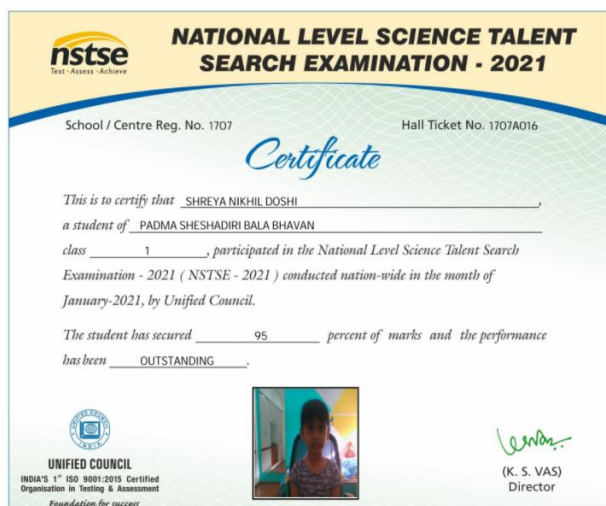 nstse
Test - Assess - Achieve
NATIONAL LEVEL SCIENCE TALENT
SEARCH EXAMINATION - 2021
School / Centre Reg. No. 1707
Hall Ticket No. 1707A016
Certificate
This is to certify that SHREYA NIKHIL DOSHI,
a student of PADMA SHESHADIRI BALA BHAVAN
class 1, participated in the National Level Science Talent Search
Examination - 2021 ( NSTSE - 2021 ) conducted nation-wide in the month of
January-2021, by Unified Council.
The student has secured 95 percent of marks and the performance
has been OUTSTANDING.
UNIFIED COUNCIL
INDIA
UNIFIED COUNCIL
INDIA'S 1ST ISO 9001:2015 Certified
Organisation in Testing & Assessment
Foundation for success
(K. S. VAS)
Director